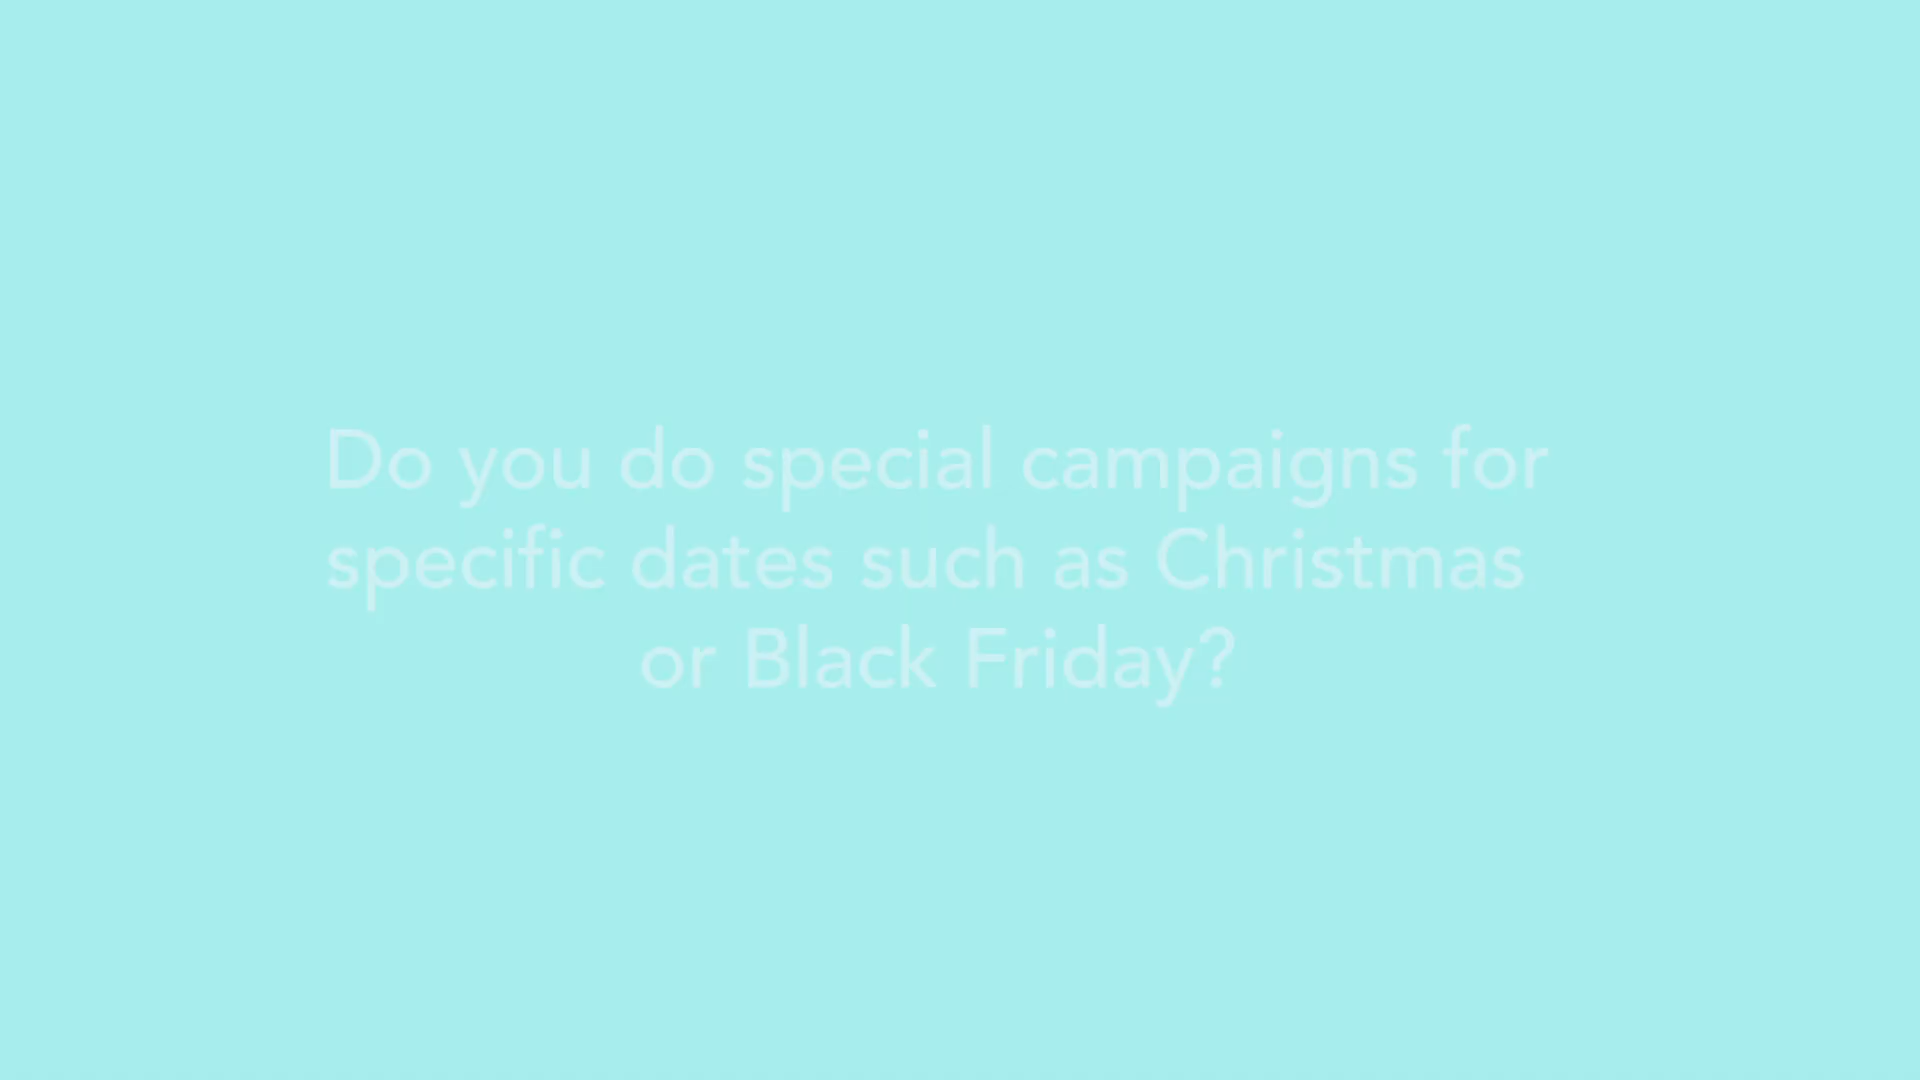 Do you do special campaigns for
specific dates such as Christmas
or Black Friday?